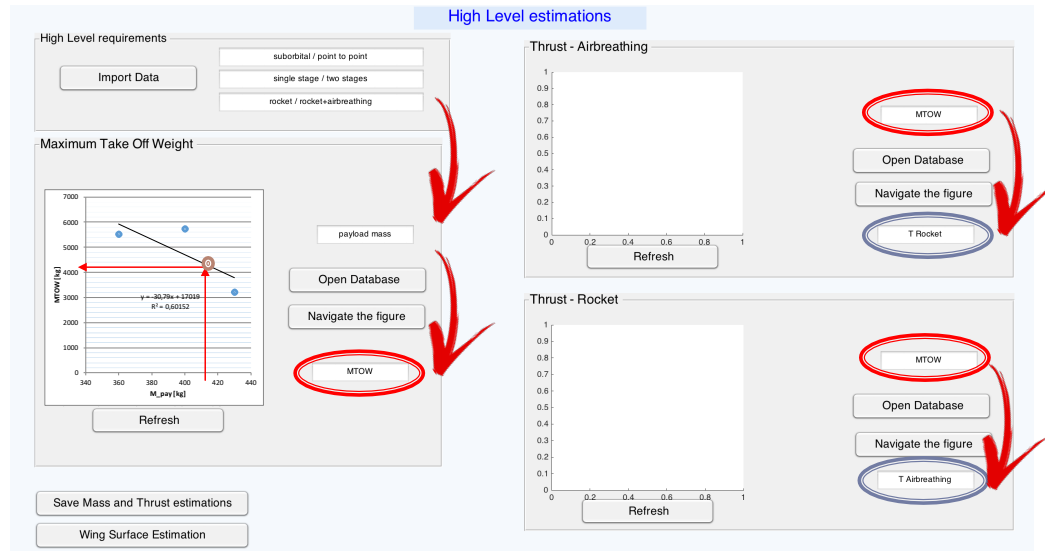 High Level estimations
High Level requirements
Import Data
suborbital / point to point
single stage / two stages
rocket / rocket+airbreathing
Maximum Take Off Weight
7000
6000
5000
4000
3000
2000
1000
0
MTOW [kg]
0
y = -30,79x + 17019
R² = 0,60152
340
360
380
400
420
440
M_pay [kg]
Refresh
payload mass
Open Database
Navigate the figure
MTOW
Save Mass and Thrust estimations
Wing Surface Estimation
Thrust - Airbreathing
1
0.9
0.8
0.7
0.6
0.5
0.4
0.3
0.2
0.1
0
0
0.2
0.4
0.6
0.8
1
Refresh
MTOW
Open Database
Navigate the figure
T Rocket
Thrust - Rocket
1
0.9
0.8
0.7
0.6
0.5
0.4
0.3
0.2
0.1
0
0
0.2
0.4
0.6
0.8
1
Refresh
MTOW
Open Database
Navigate the figure
T Airbreathing